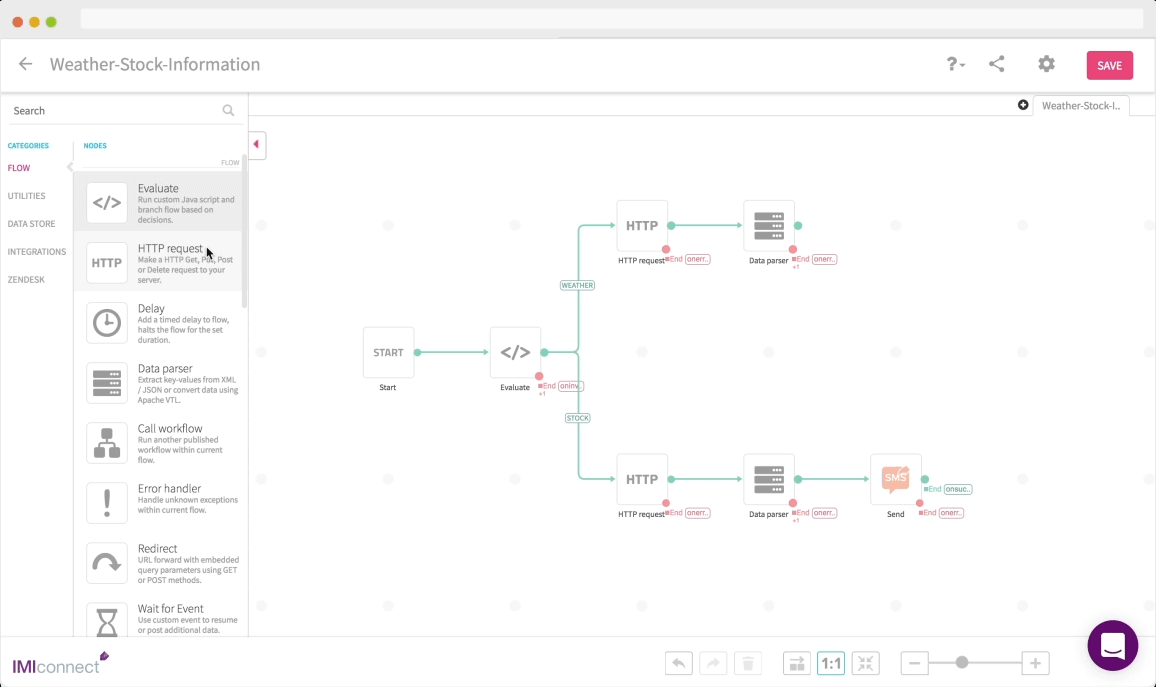 Weather-Stock-Information
?
SAVE
Search
Weather-Stock-I..
CATEGORIES
NODES
FLOW
FLOW
UTILITIES
DATA STORE
INTEGRATIONS
ZENDESK
</>
Evaluate
Run custom Java script and
branch flow based on
decisions.
HTTP
HTTP request
Make a HTTP Get, Put, Post
or Delete request to your
server.
Delay
Add a timed delay to flow,
halts the flow for the set
duration.
Data parser
Extract key-values from XML
/ JSON or convert data using
Apache VTL.
Call workflow
Run another published
workflow within current
flow.
Error handler
Handle unknown exceptions
within current flow.
Redirect
URL forward with embedded
query parameters using GET
or POST methods.
Wait for Event
Use custom event to resume
or post additional data.
HTTP
HTTP request
End onerr..
Data parser
End onerr..
+1
WEATHER
START
Start
</>
Evaluate
End oninv..
+1
STOCK
HTTP
HTTP request
End onerr..
Data parser
End onerr..
+1
SMS
Send
End onsuc..
End onerr..
IMIconnect
1:1